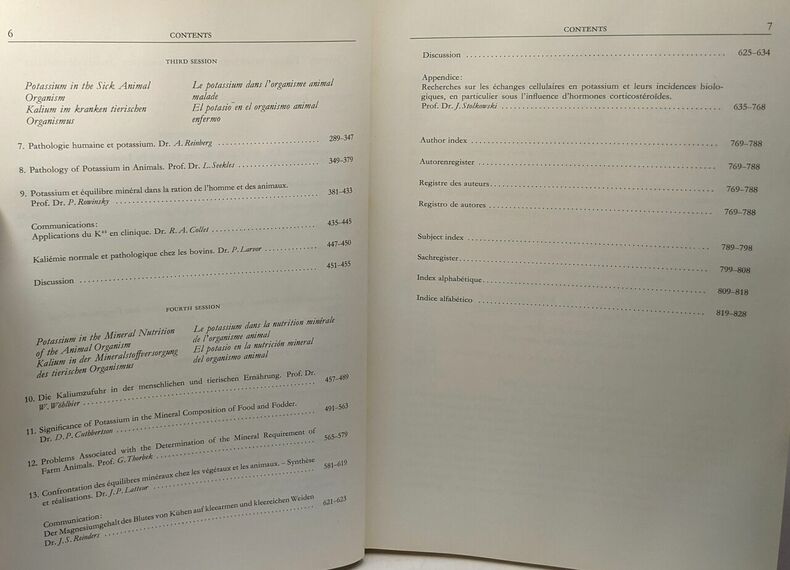 6
CONTENTS
THIRD SESSION
Potassium in the Sick Animal
Organism
Kalium im kranken tierischen
Organismus
Le potassium dans l'organisme animal
malade
El potasio en el organismo animal
enfermo
7. Pathologie humaine et potassium. Dr. A. Reinberg 289–347
8. Pathology of Potassium in Animals. Prof. Dr. L. Seekles 349–379
9. Potassium et équilibre minéral dans la ration de l'homme et des animaux.
Prof. Dr. P. Rowinsky 381–433
Communications:
Applications du K⁴² en clinique. Dr. R. A. Collet 435–445
Kaliémie normale et pathologique chez les bovins. Dr. P. Larvor 447–450
Discussion 451–455
FOURTH SESSION
Potassium in the Mineral Nutrition
of the Animal Organism
Kalium in der Mineralstoffversorgung
des tierischen Organismus
Le potassium dans la nutrition minérale
de l'organisme animal
El potasio en la nutrición mineral
del organismo animal
10. Die Kaliumzufuhr in der menschlichen und tierischen Ernährung. Prof. Dr.
W. Wöhlbier 457–489
11. Significance of Potassium in the Mineral Composition of Food and Fodder.
Dr. D. P. Cuthbertson 491–563
12. Problems Associated with the Determination of the Mineral Requirement of
Farm Animals. Prof. G. Thorbek 565–579
13. Confrontation des équilibres minéraux chez les végétaux et les animaux. – Synthèse
et réalisations. Dr. J. P. Latteur 581–619
Communication:
Der Magnesiumgehalt des Blutes von Kühen auf kleearmen und kleereichen Weiden
Dr. J. S. Reinders 621–623
CONTENTS
7
Discussion 625–634
Appendice:
Recherches sur les échanges cellulaires en potassium et leurs incidences biolo-
giques, en particulier sous l'influence d'hormones corticostéroïdes.
Prof. Dr. J. Stolkowski 635–768
Author index 769–788
Autorenregister 769–788
Registre des auteurs 769–788
Registro de autores 769–788
Subject index 789–798
Sachregister 799–808
Index alphabétique 809–818
Indice alfabético 819–828